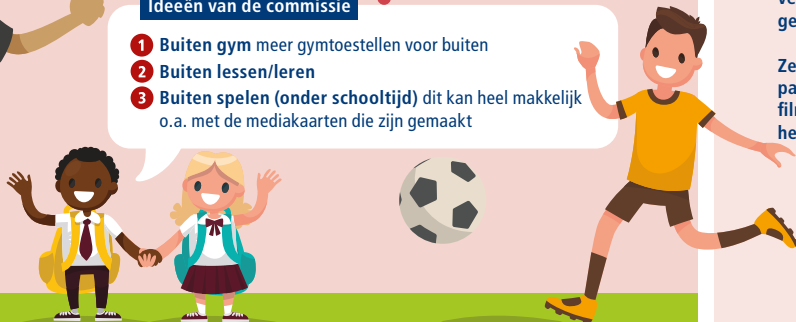 Ideeën van de commissie
1 Buiten gym meer gymtoestellen voor buiten
2 Buiten lessen/leren
3 Buiten spelen (onder schooltijd) dit kan heel makkelijk
o.a. met de mediakaarten die zijn gemaakt